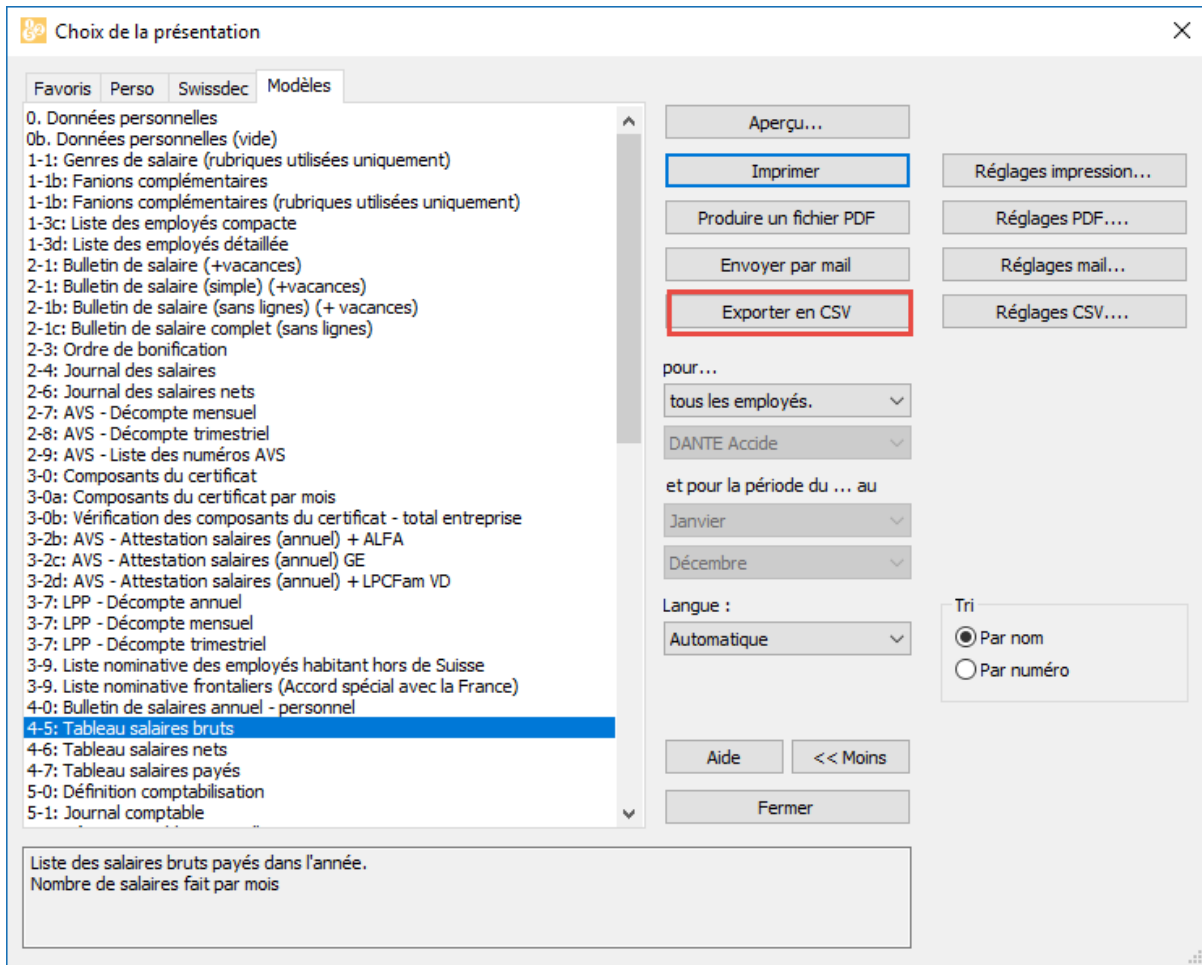 Choix de la présentation
Favoris Perso Swissdec Modèles
0. Données personnelles
0b. Données personnelles (vide)
1-1: Genres de salaire (rubriques utilisées uniquement)
1-1b: Fanions complémentaires
1-1b: Fanions complémentaires (rubriques utilisées uniquement)
1-3c: Liste des employés compacte
1-3d: Liste des employés détaillée
2-1: Bulletin de salaire (+vacances)
2-1: Bulletin de salaire (simple) (+vacances)
2-1b: Bulletin de salaire (sans lignes) (+ vacances)
2-1c: Bulletin de salaire complet (sans lignes)
2-3: Ordre de bonification
2-4: Journal des salaires
2-6: Journal des salaires nets
2-7: AVS - Décompte mensuel
2-8: AVS - Décompte trimestriel
2-9: AVS - Liste des numéros AVS
3-0: Composants du certificat
3-0a: Composants du certificat par mois
3-0b: Vérification des composants du certificat - total entreprise
3-2b: AVS - Attestation salaires (annuel) + ALFA
3-2c: AVS - Attestation salaires (annuel) GE
3-2d: AVS - Attestation salaires (annuel) + LPCFam VD
3-7: LPP - Décompte annuel
3-7: LPP - Décompte mensuel
3-7: LPP - Décompte trimestriel
3-9. Liste nominative des employés habitant hors de Suisse
3-9. Liste nominative frontaliers (Accord spécial avec la France)
4-0: Bulletin de salaires annuel - personnel
4-5: Tableau salaires bruts
4-6: Tableau salaires nets
4-7: Tableau salaires payés
5-0: Définition comptabilisation
5-1: Journal comptable
Aperçu...
Imprimer
Réglages impression...
Produire un fichier PDF
Réglages PDF....
Envoyer par mail
Réglages mail...
Exporter en CSV
Réglages CSV....
pour...
tous les employés.
DANTE Accide
et pour la période du ... au
Janvier
Décembre
Langue :
Automatique
Tri
Par nom
Par numéro
Aide
<< Moins
Fermer
Liste des salaires bruts payés dans l'année.
Nombre de salaires fait par mois